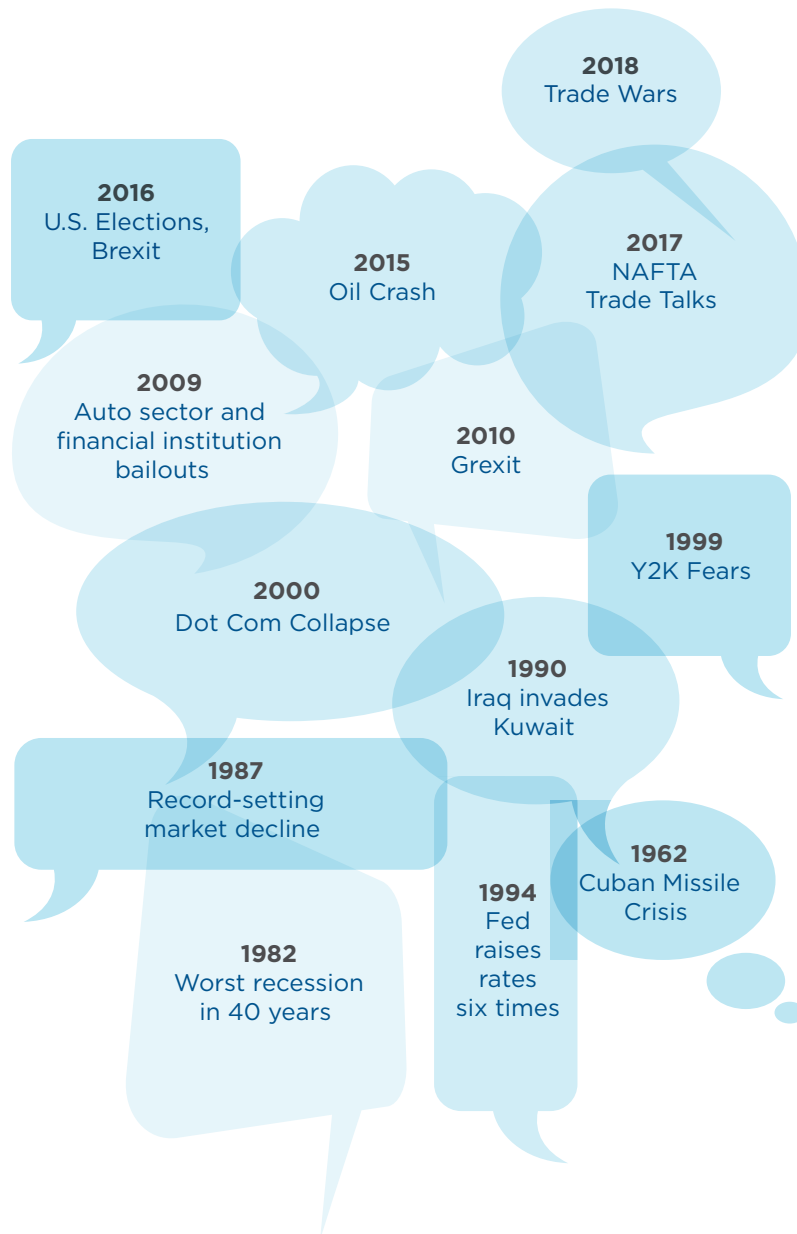 2018
Trade Wars
2016
U.S. Elections,
Brexit
2015
Oil Crash
2017
NAFTA
Trade Talks
2009
Auto sector and
financial institution
bailouts
2010
Grexit
1999
Y2K Fears
2000
Dot Com Collapse
1990
Iraq invades
Kuwait
1987
Record-setting
market decline
1962
Cuban Missile
Crisis
1994
Fed
raises
rates
six times
1982
Worst recession
in 40 years